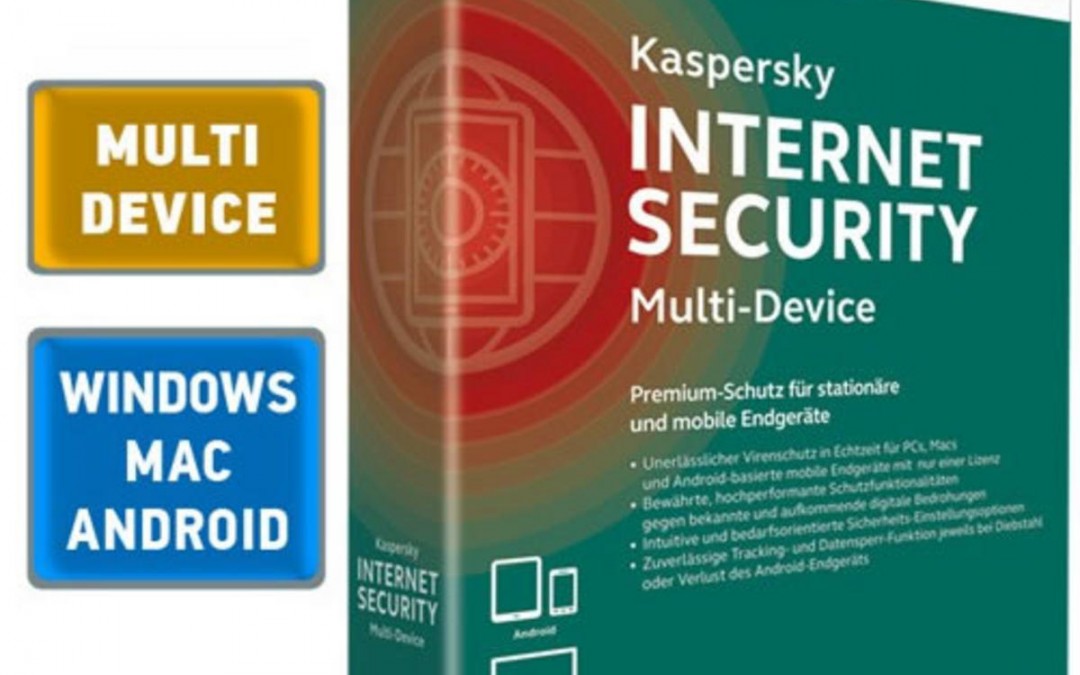 MULTI
DEVICE
WINDOWS
MAC
ANDROID
Kaspersky
INTERNET
SECURITY
Multi-Device
Premium-Schutz für stationäre
und mobile Endgeräte
• Unerlässlicher Virenschutz in Echtzeit für PCs, Macs
und Android-basierte mobile Endgeräte mit nur einer Lizenz
• Bewährte, hochperformante Schutzfunktionalitäten
gegen bekannte und aufkommende digitale Bedrohungen
• Intuitive und bedarfsorientierte Sicherheits-Einstellungsoptionen
• Zuverlässige Tracking- und Datensperr-Funktion jeweils bei Diebstahl
oder Verlust des Android-Endgeräts
Kaspersky
INTERNET
SECURITY
Multi-Device
Android